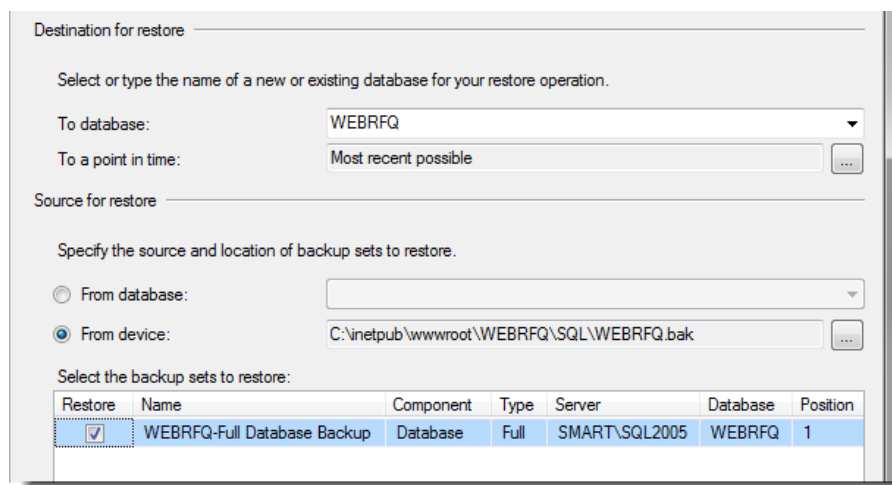 Destination for restore
Select or type the name of a new or existing database for your restore operation.
To database: WEBRFQ
To a point in time: Most recent possible ...
Source for restore
Specify the source and location of backup sets to restore.
From database:
From device: C:\inetpub\wwwroot\WEBRFQ\SQL\WEBRFQ.bak ...
Select the backup sets to restore:
Restore Name Component Type Server Database Position
WEBRFQ-Full Database Backup Database Full SMART\SQL2005 WEBRFQ 1